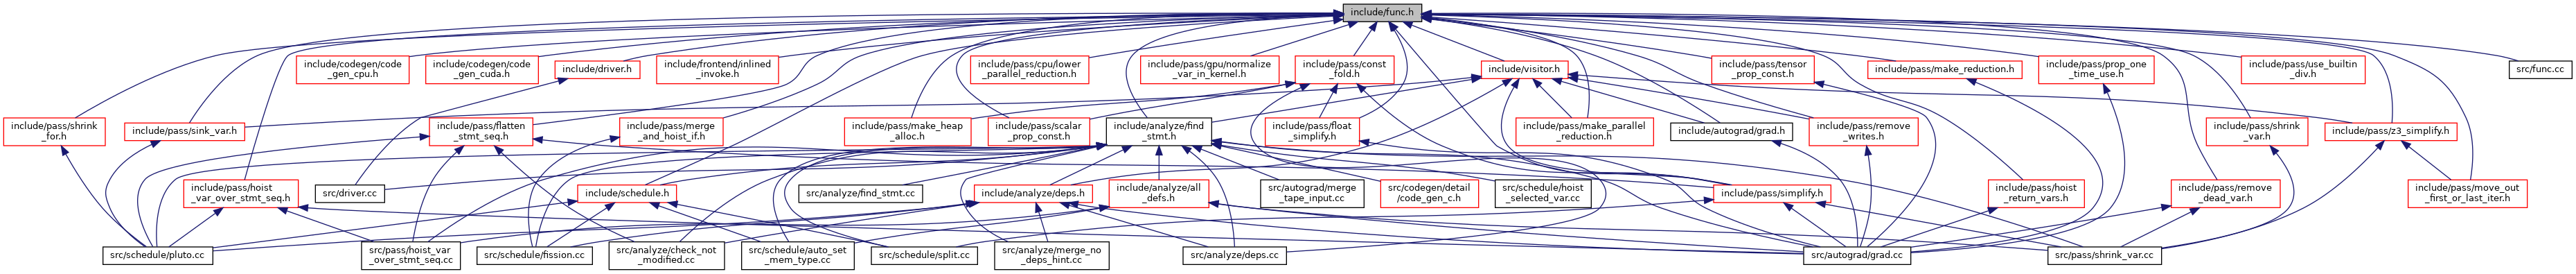 include/func.h
include/codegen/code
_gen_cpu.h
include/codegen/code
_gen_cuda.h
include/driver.h
include/frontend/inlined
_invoke.h
include/pass/cpu/lower
_parallel_reduction.h
include/pass/gpu/normalize
_var_in_kernel.h
include/pass/const
_fold.h
include/visitor.h
include/pass/tensor
_prop_const.h
include/pass/make_reduction.h
include/pass/prop_one
_time_use.h
include/pass/use_builtin
_div.h
src/func.cc
include/pass/shrink
_for.h
include/pass/sink_var.h
include/pass/flatten
_stmt_seq.h
include/pass/merge
_and_hoist_if.h
include/pass/make_heap
_alloc.h
include/pass/scalar
_prop_const.h
include/analyze/find
_stmt.h
include/pass/float
_simplify.h
include/pass/make_parallel
_reduction.h
include/autograd/grad.h
include/pass/remove
_writes.h
include/pass/shrink
_var.h
include/pass/z3_simplify.h
include/pass/hoist
_var_over_stmt_seq.h
src/driver.cc
include/schedule.h
src/analyze/find_stmt.cc
include/analyze/deps.h
include/analyze/all
_defs.h
src/autograd/merge
_tape_input.cc
src/codegen/detail
/code_gen_c.h
src/schedule/hoist
_selected_var.cc
include/pass/simplify.h
include/pass/hoist
_return_vars.h
include/pass/remove
_dead_var.h
include/pass/move_out
_first_or_last_iter.h
src/schedule/pluto.cc
src/pass/hoist_var
_over_stmt_seq.cc
src/schedule/fission.cc
src/analyze/check_not
_modified.cc
src/schedule/auto_set
_mem_type.cc
src/schedule/split.cc
src/analyze/merge_no
_deps_hint.cc
src/analyze/deps.cc
src/autograd/grad.cc
src/pass/shrink_var.cc